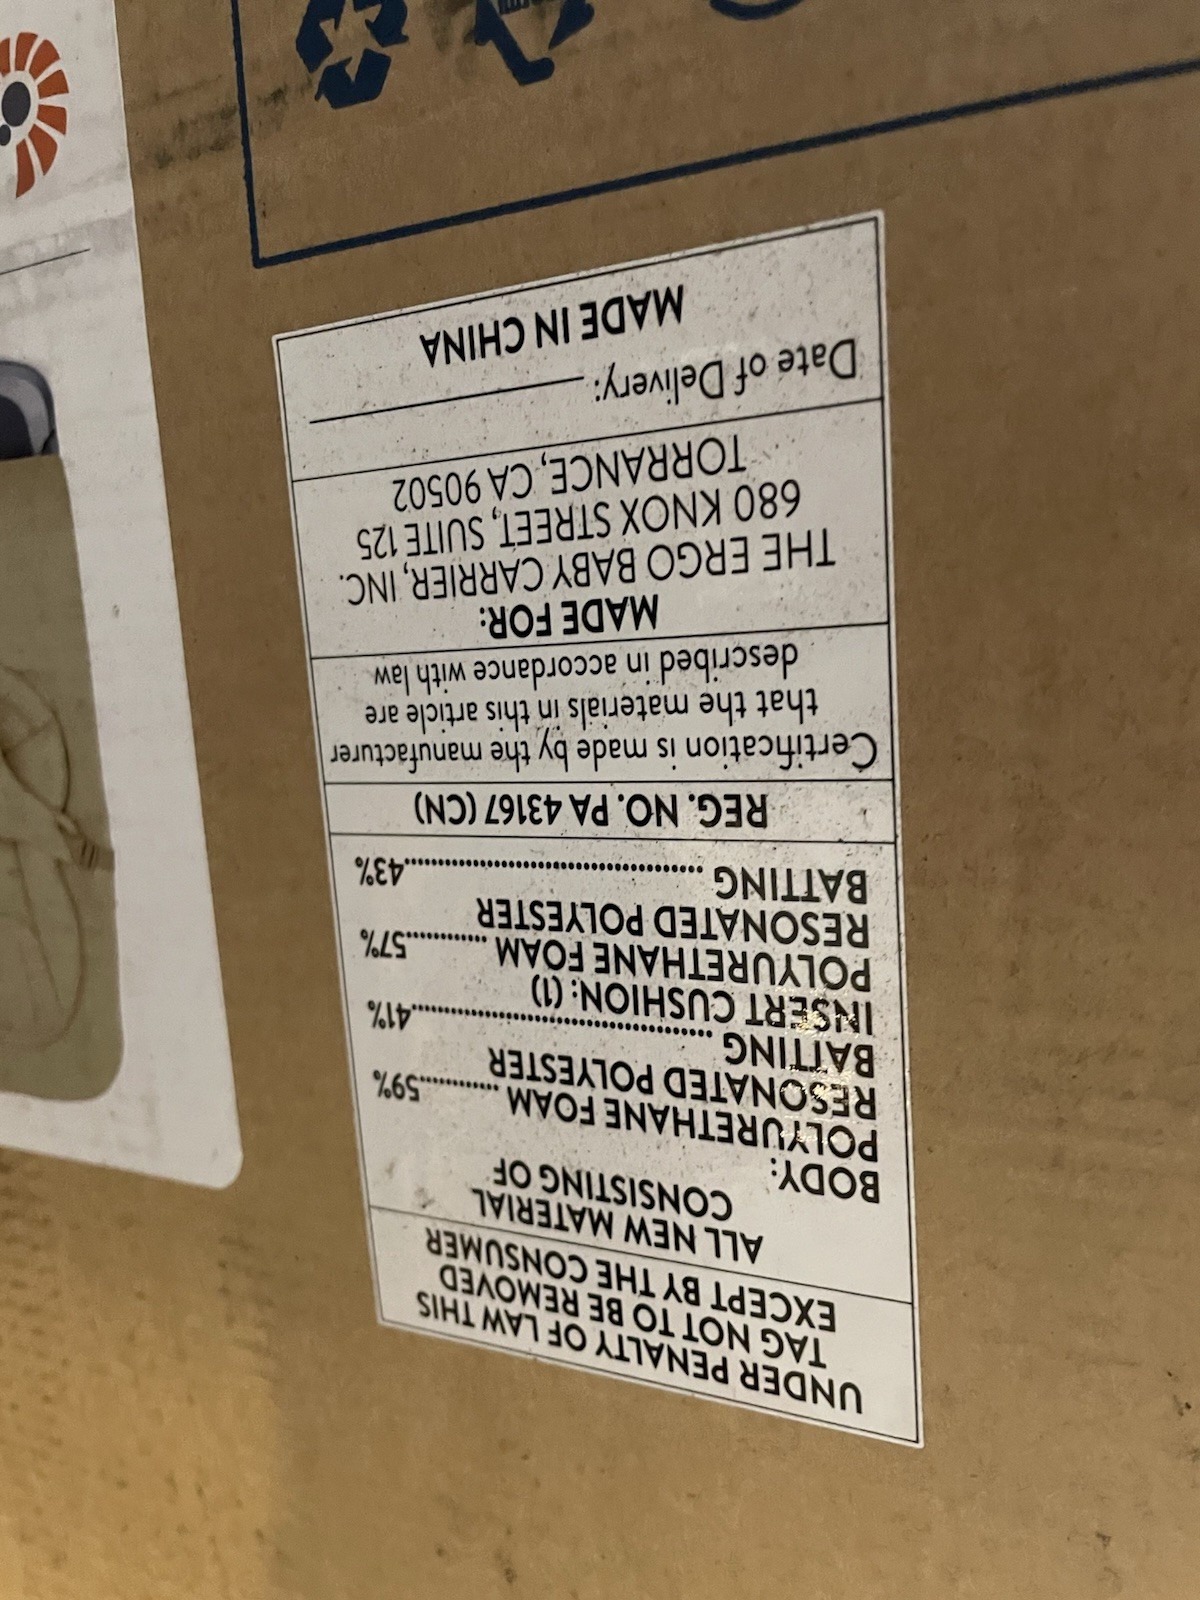 UNDER PENALTY OF LAW THIS
TAG NOT TO BE REMOVED
EXCEPT BY THE CONSUMER
ALL NEW MATERIAL
CONSISTING OF
BODY:
POLYURETHANE FOAM ............59%
RESONATED POLYESTER
BATTING ........................................41%
INSERT CUSHION: (1)
POLYURETHANE FOAM ............57%
RESONATED POLYESTER
BATTING ........................................43%
REG. NO. PA 43167 (CN)
Certification is made by the manufacturer
that the materials in this article are
described in accordance with law
MADE FOR:
THE ERGO BABY CARRIER, INC.
680 KNOX STREET, SUITE 125
TORRANCE, CA 90502
Date of Delivery:
MADE IN CHINA